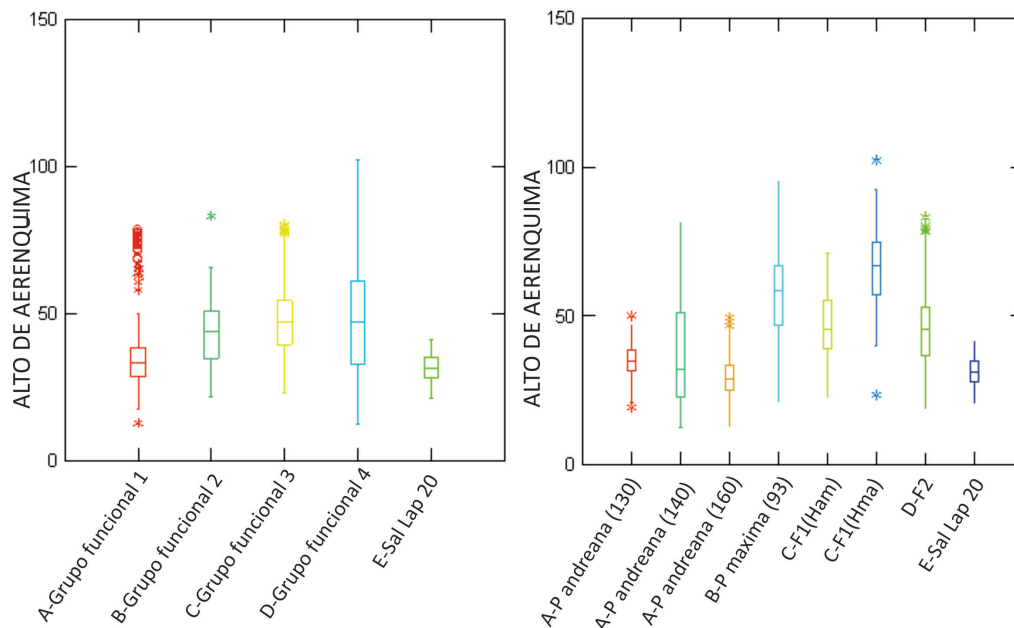 150
100
50
0
ALTO DE AERENQUIMA
A-Grupo funcional 1
B-Grupo funcional 2
C-Grupo funcional 3
D-Grupo funcional 4
E-Sal Lap 20
150
100
50
0
ALTO DE AERENQUIMA
A-P andreana (130)
A-P andreana (140)
A-P andreana (160)
B-P maxima (93)
C-F1(Ham)
C-F1(Hma)
D-F2
E-Sal Lap 20